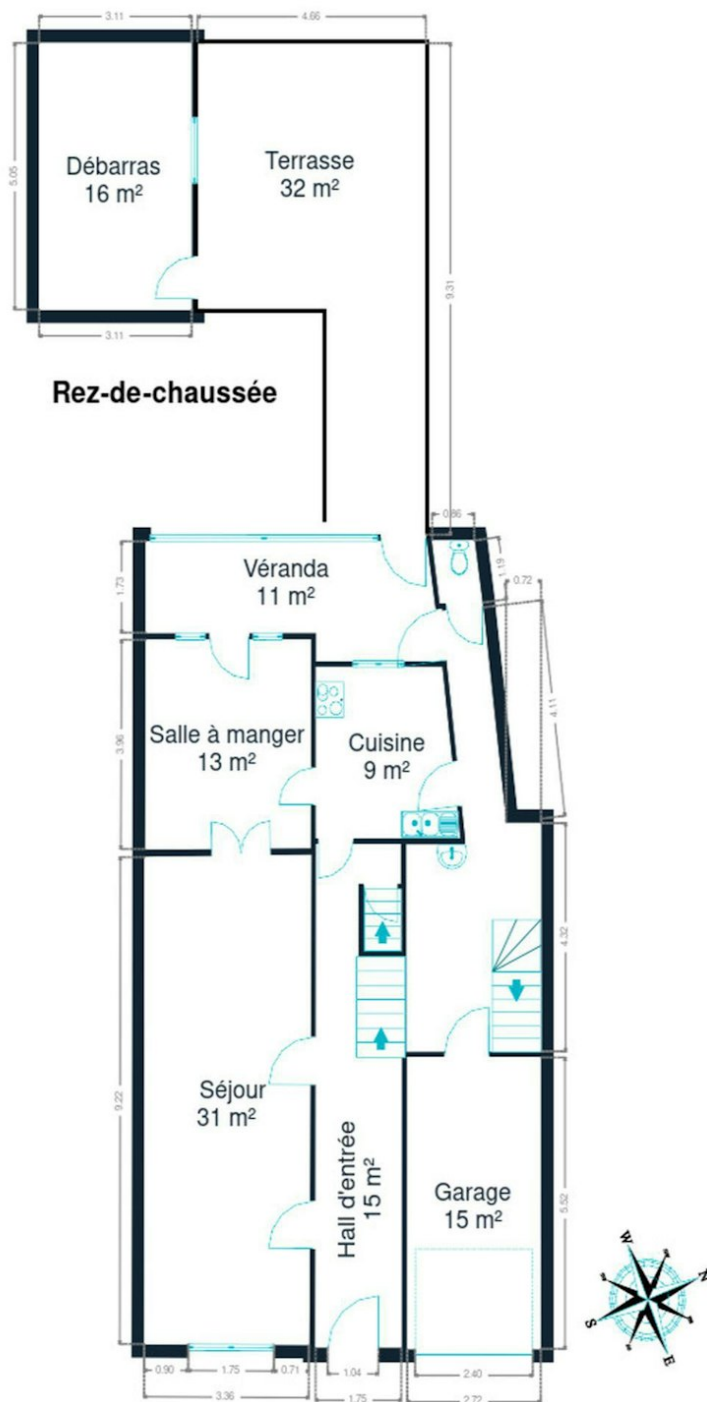 3.11
4.66
5.05
Débarras
16 m²
Terrasse
32 m²
9.31
3.11
Rez-de-chaussée
0.86
1.19
0.72
1.73
Véranda
11 m²
4.11
3.96
Salle à manger
13 m²
Cuisine
9 m²
4.32
9.22
Séjour
31 m²
Hall d'entrée
15 m²
Garage
15 m²
5.52
W
N
S
E
0.90
1.75
0.71
1.04
2.40
3.36
1.75
2.72